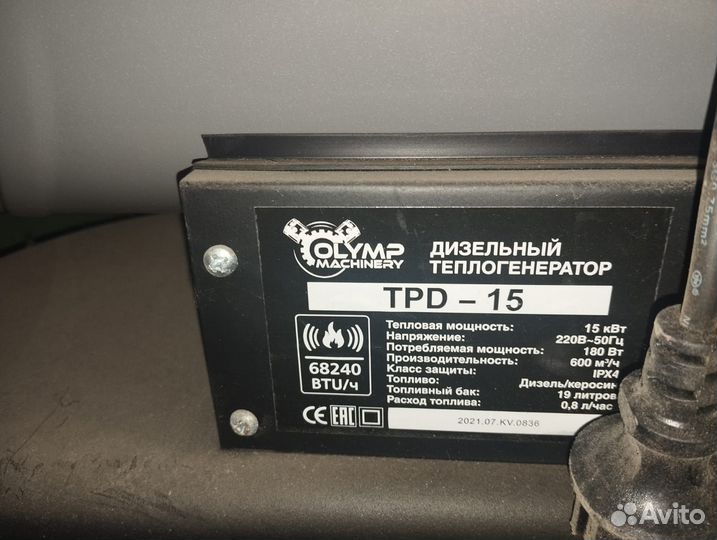 OLYMP
MACHINERY
ДИЗЕЛЬНЫЙ
ТЕПЛОГЕНЕРАТОР
TPD – 15
68240
BTU/ч
Тепловая мощность: 15 кВт
Напряжение: 220В~50Гц
Потребляемая мощность: 180 Вт
Производительность: 600 м³/ч
Класс защиты: IPX4
Топливо: Дизель/керосин
Топливный бак: 19 литров
Расход топлива: 0,8 л/час
CE EAC
2021.07.KV.0836
75mm²
Avito